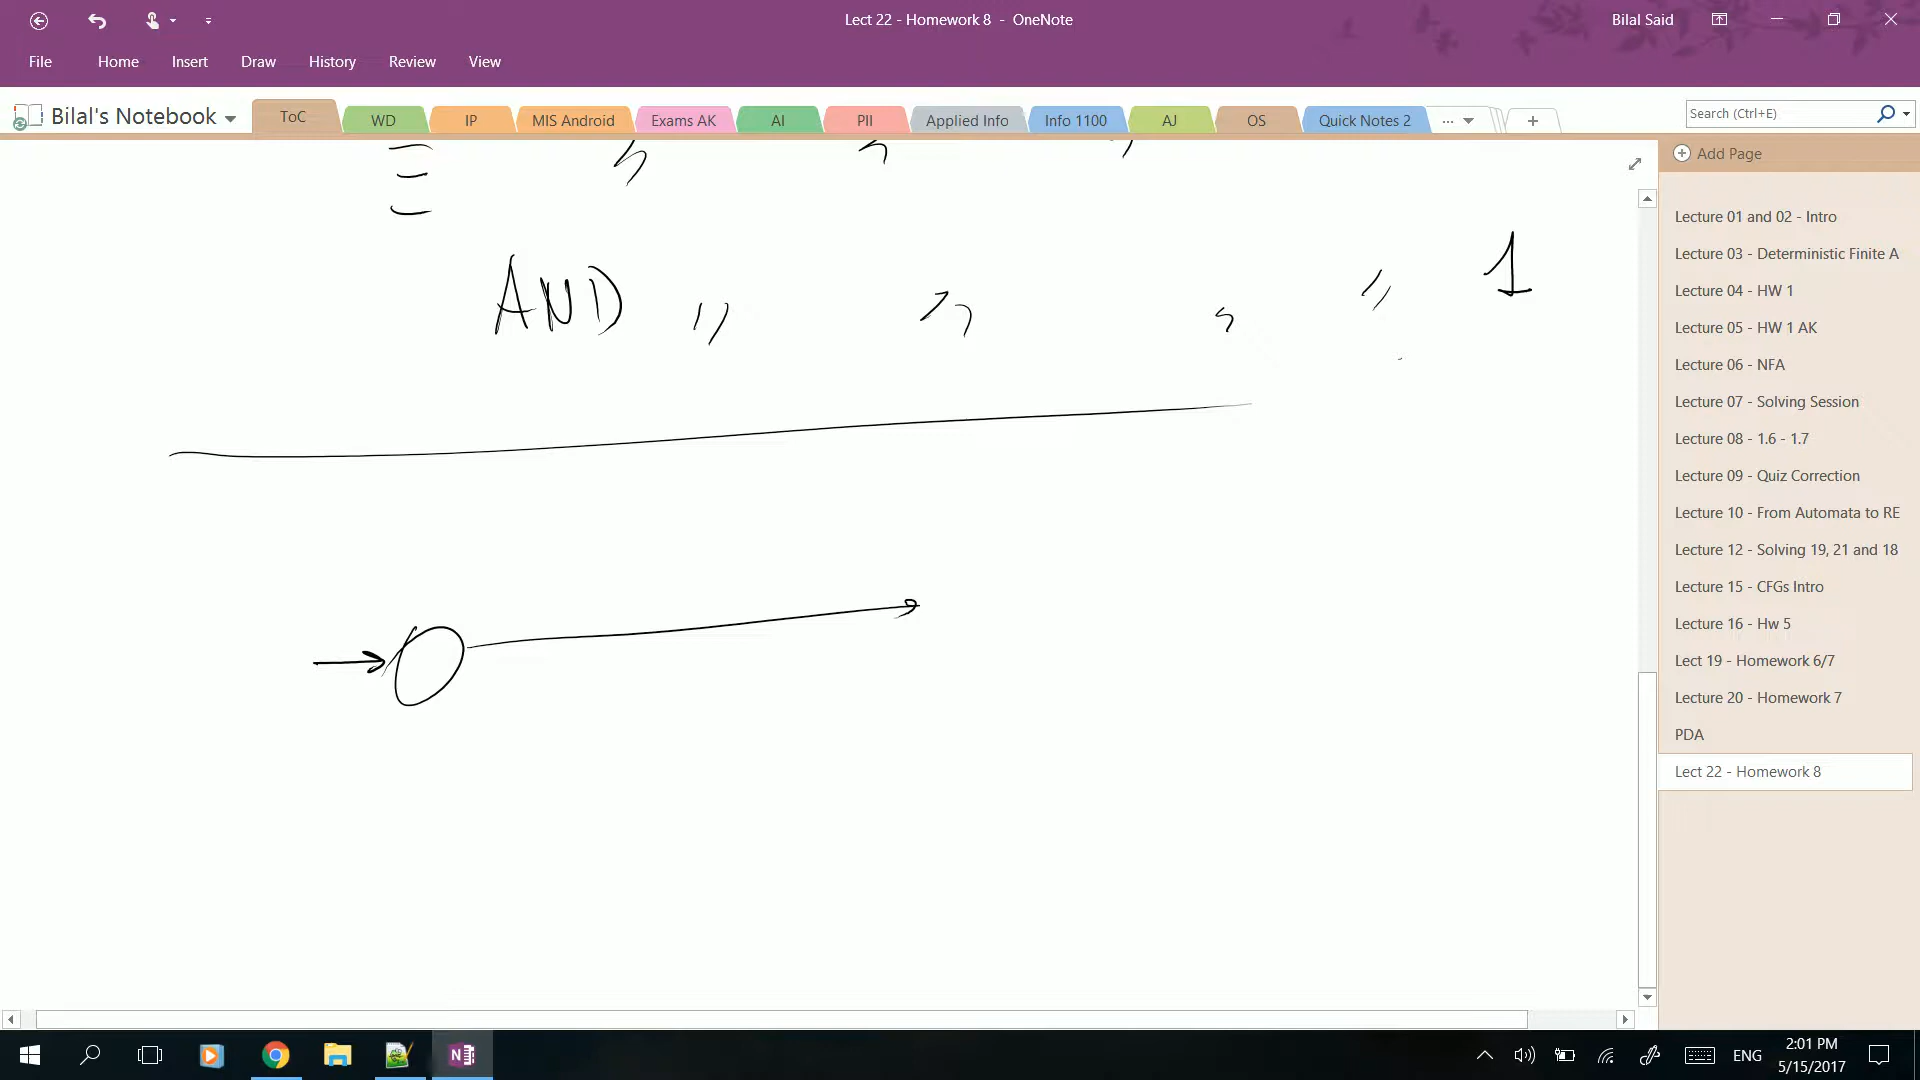 Lect 22 - Homework 8 - OneNote
Bilal Said
File Home Insert Draw History Review View
Bilal's Notebook ToC WD IP MIS Android Exams AK AI PII Applied Info Info 1100 AJ OS Quick Notes 2 ...
Search (Ctrl+E)
Add Page
Lecture 01 and 02 - Intro
Lecture 03 - Deterministic Finite A
Lecture 04 - HW 1
Lecture 05 - HW 1 AK
Lecture 06 - NFA
Lecture 07 - Solving Session
Lecture 08 - 1.6 - 1.7
Lecture 09 - Quiz Correction
Lecture 10 - From Automata to RE
Lecture 12 - Solving 19, 21 and 18
Lecture 15 - CFGs Intro
Lecture 16 - Hw 5
Lect 19 - Homework 6/7
Lecture 20 - Homework 7
PDA
Lect 22 - Homework 8
AND " " " " 1
N
ENG
2:01 PM
5/15/2017